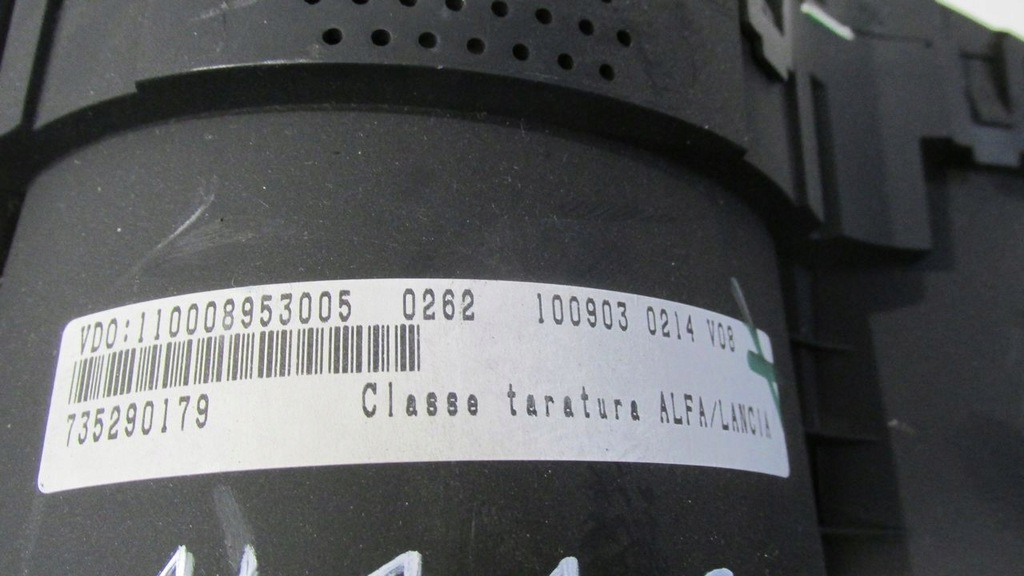 VDO:110008953005 0262 100903 0214 V08
735290179 Classe taratura ALFA/LANCIA